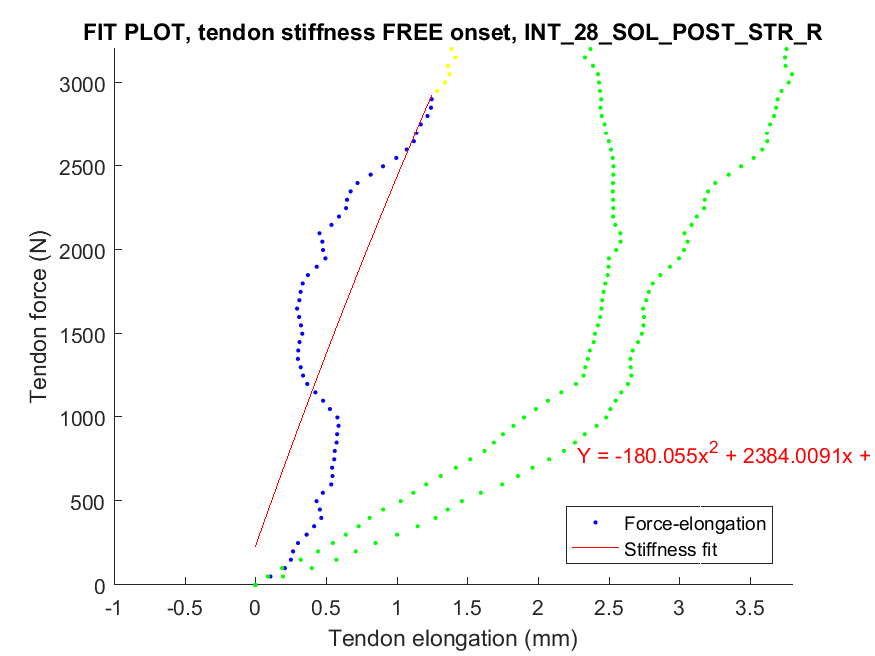 FIT PLOT, tendon stiffness FREE onset, INT_28_SOL_POST_STR_R
3000
2500
2000
1500
1000
500
0
Tendon force (N)
Y = -180.055x² + 2384.0091x +
Force-elongation
Stiffness fit
-1 -0.5 0 0.5 1 1.5 2 2.5 3 3.5
Tendon elongation (mm)